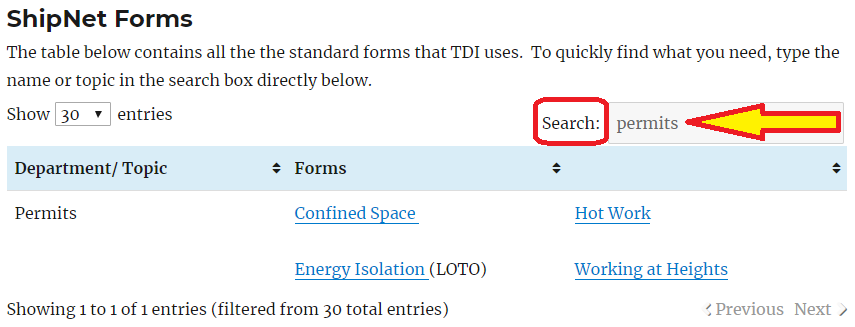 ShipNet Forms
The table below contains all the the standard forms that TDI uses.  To quickly find what you need, type the
name or topic in the search box directly below.
Show 30 entries
Search: permits
Department/ Topic Forms
Permits Confined Space Hot Work
Energy Isolation (LOTO) Working at Heights
Showing 1 to 1 of 1 entries (filtered from 30 total entries) Previous Next